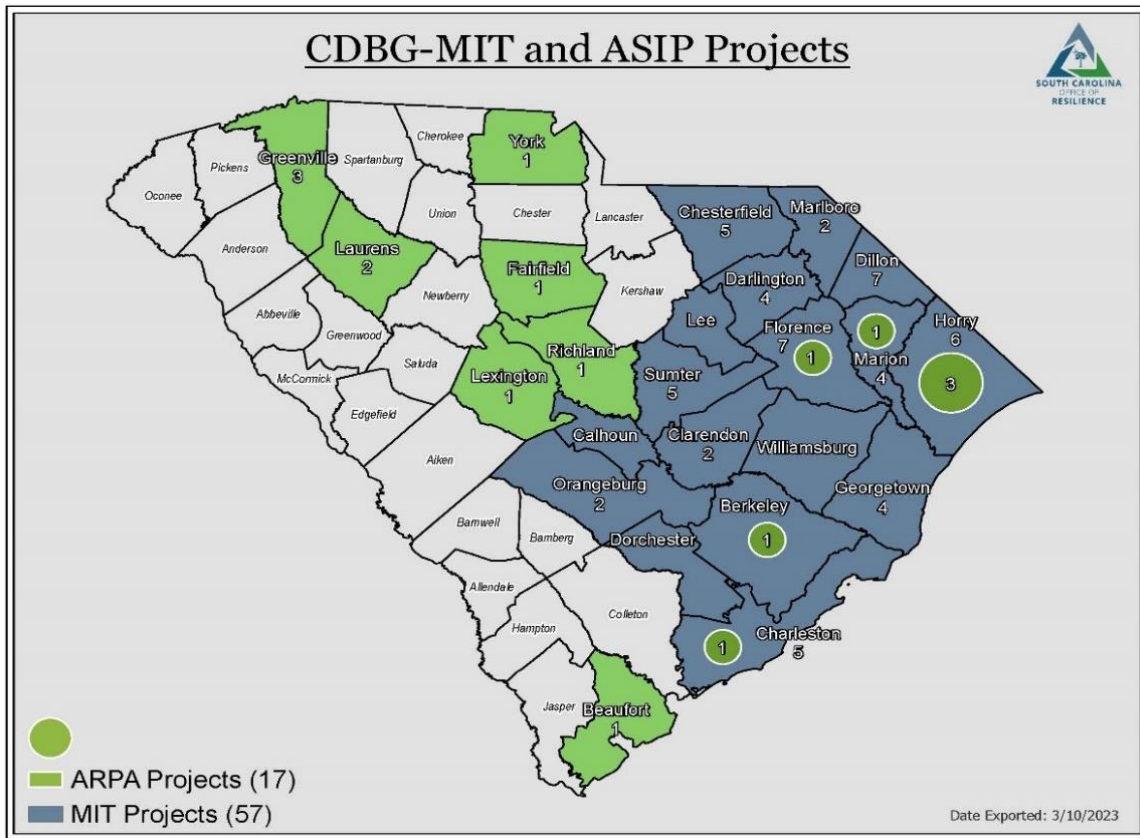 CDBG-MIT and ASIP Projects
SOUTH CAROLINA
OFFICE OF
RESILIENCE
Cherokee
York
1
Greenville
3
Spartanburg
Pickens
Oconee
Union
Chester
Lancaster
Chesterfield
5
Marlboro
2
Anderson
Laurens
2
Fairfield
1
Kershaw
Darlington
4
Dillon
7
Newberry
Abbeville
Greenwood
Lee
Florence
7
1
1
Marion
4
Horry
6
3
Saluda
Richland
1
McCormick
Lexington
1
Sumter
5
Edgefield
Calhoun
Clarendon
2
Williamsburg
Aiken
Orangeburg
2
Georgetown
4
Berkeley
1
Barnwell
Bamberg
Dorchester
Allendale
Colleton
Hampton
Charleston
5
1
Jasper
Beaufort
1
ARPA Projects (17)
MIT Projects (57)
Date Exported: 3/10/2023